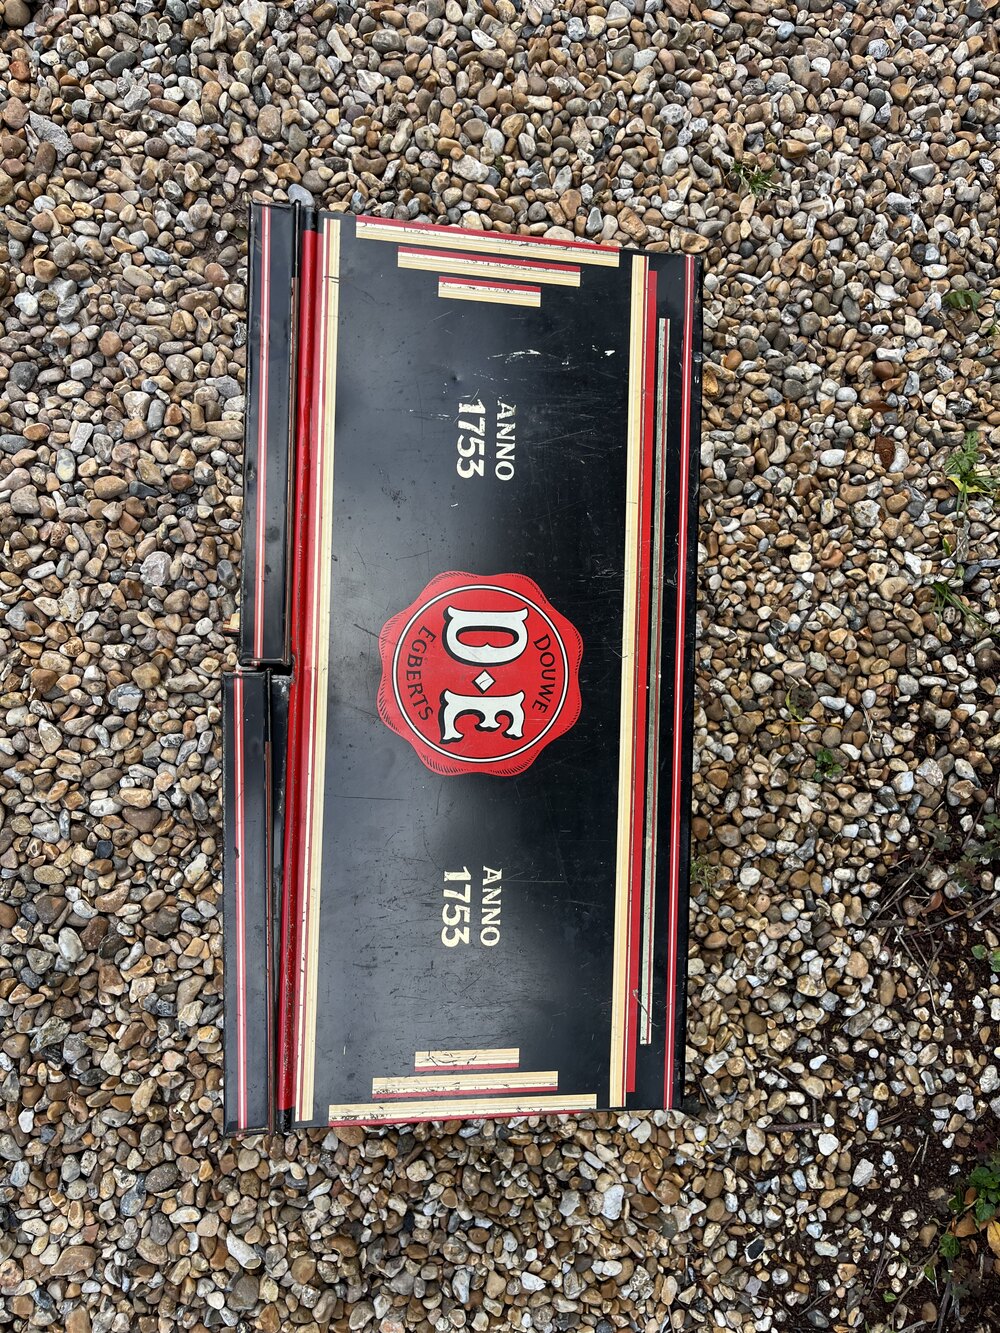 ANNO
1753
DOUWE
D◆E
EGBERTS
ANNO
1753